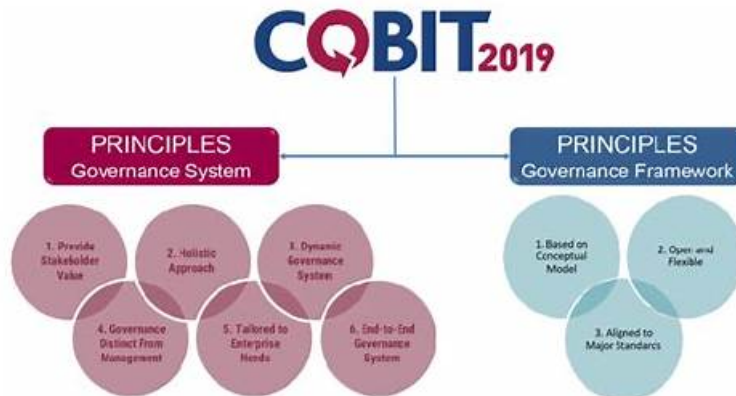 COBIT 2019
PRINCIPLES
Governance System
PRINCIPLES
Governance Framework
1. Provide
Stakeholder
Value
2. Holistic
Approach
3. Dynamic
Governance
System
4. Governance
Distinct From
Management
5. Tailored to
Enterprise
Needs
6. End-to-End
Governance
System
1. Based on
Conceptual
Model
2. Open and
Flexible
3. Aligned to
Major Standards